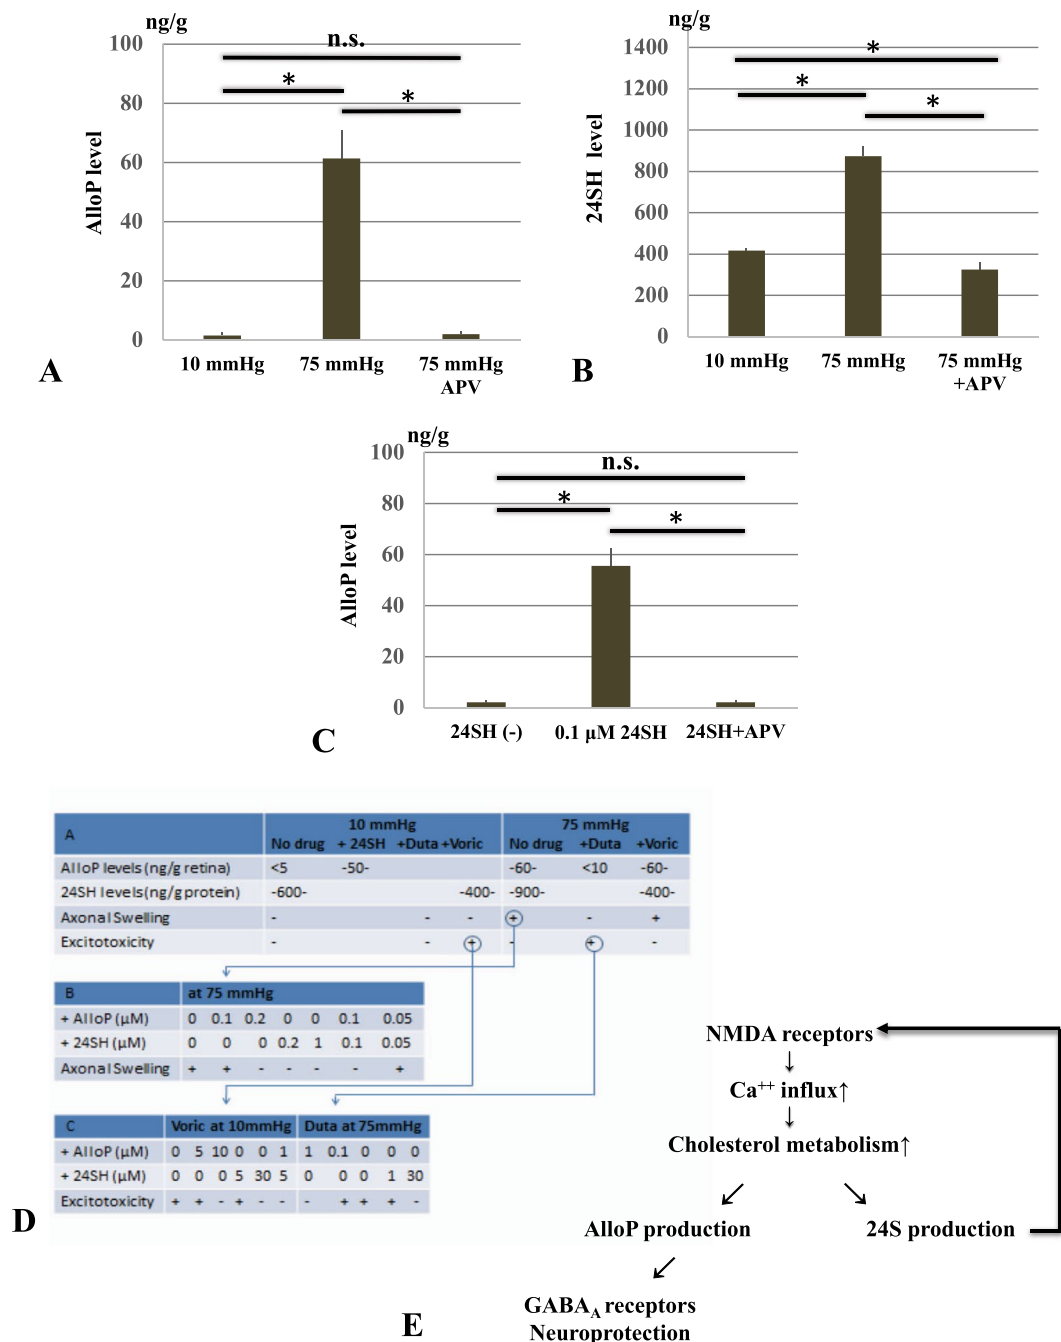 ng/g
100
n.s.
*
80
*
60
AlloP level
40
20
0
10 mmHg 75 mmHg 75 mmHg
APV
A
ng/g
1400
*
1200
*
*
1000
800
24SH level
600
400
200
0
10 mmHg 75 mmHg 75 mmHg
+APV
B
ng/g
100
n.s.
80
*
*
60
AlloP level
40
20
0
24SH (-) 0.1 μM 24SH 24SH+APV
C
A 10 mmHg 75 mmHg
No drug + 24SH +Duta +Voric No drug +Duta +Voric
AlloP levels(ng/g retina) <5 -50- -60- <10 -60-
24SH levels(ng/g protein) -600- -400- -900- -400-
Axonal Swelling - - - + - +
Excitotoxicity - - + - + -
B at 75 mmHg
+ AlloP (μM) 0 0.1 0.2 0 0 0.1 0.05
+ 24SH (μM) 0 0 0 0.2 1 0.1 0.05
Axonal Swelling + + - - - - +
C Voric at 10mmHg Duta at 75mmHg
+ AlloP (μM) 0 5 10 0 0 1 1 0.1 0 0 0
+ 24SH (μM) 0 0 0 5 30 5 0 0 0 1 30
Excitotoxicity + + - + - - - + + + -
D
NMDA receptors
↓
Ca++ influx↑
↓
Cholesterol metabolism↑
↙ ↘
AlloP production 24S production
↙
GABAA receptors
Neuroprotection
E